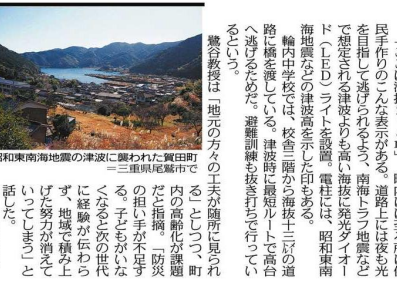 民手作りのこんな表示がある。道路上には夜も光
を目指して逃げられるよう、南海トラフ地震など
で想定される津波よりも高い海抜に発光ダイオー
ド（LED）ライトを設置。電柱には、昭和東南
海地震などの津波高を示した印もある。
輪内中学校では、校舎三階から海抜十三㍍の道
路に橋を渡している。津波時に最短ルートで高台
へ逃げるためだ。避難訓練も抜き打ちで行ってい
るという。
鷺谷教授は「地元の方々の工夫が随所に見られ
る」としつつ、町
内の高齢化が課題
だと指摘。「防災
の担い手が不足す
る。子どもがいな
くなると次の世代
に経験が伝わら
ず、地域で積み上
げた努力が消えて
いってしまう」と
話した。
昭和東南海地震の津波に襲われた賀田町
＝三重県尾鷲市で